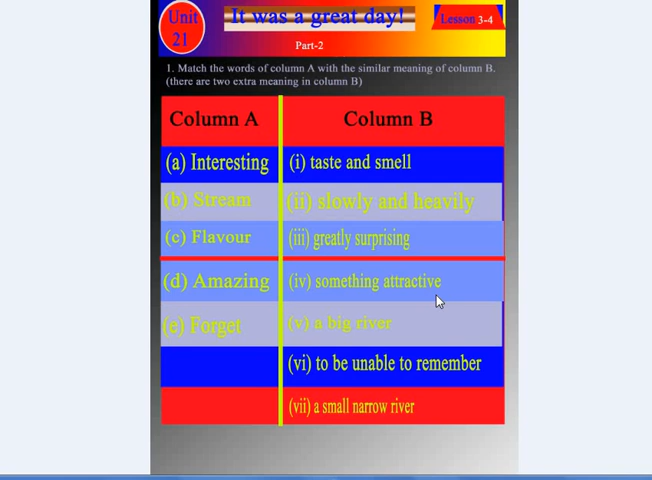 Unit
21
It was a great day!
Lesson 3-4
Part-2
1. Match the words of column A with the similar meaning of column B.
(there are two extra meaning in column B)
Column A Column B
(a) Interesting (i) taste and smell
(b) Stream (ii) slowly and heavily
(c) Flavour (iii) greatly surprising
(d) Amazing (iv) something attractive
(e) Forget (v) a big river
(vi) to be unable to remember
(vii) a small narrow river